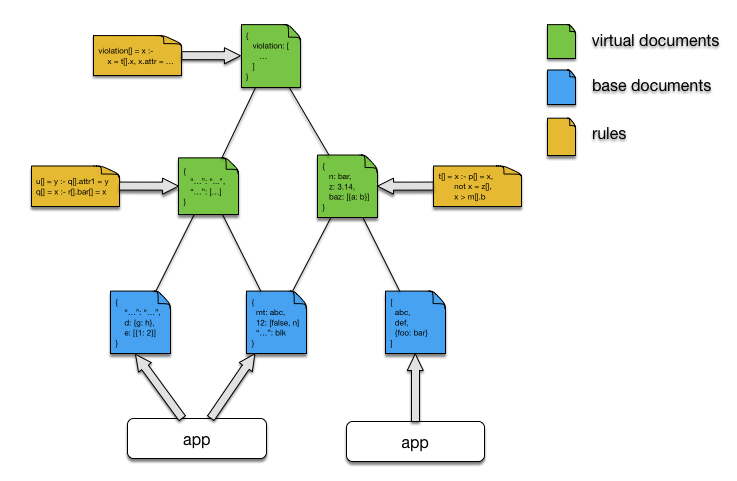 {
violation: [
...
]
}
violation[] = x :-
x = t[].x, x.attr = ...
virtual documents
base documents
rules
u[] = y :- q[].attr1 = y
q[] = x :- r[].bar[] = x
{
"...": "...",
"...": [...]
}
{
n: bar,
z: 3.14,
baz: [{a: b}]
}
t[] = x :- p[] = x,
not x = z[],
x > m[].b
{
"...": "...",
d: {g: h},
e: [{1: 2}]
}
{
mt: abc,
12: [false, n]
"...": blk
}
[
abc,
def,
{foo: bar}
]
app
app